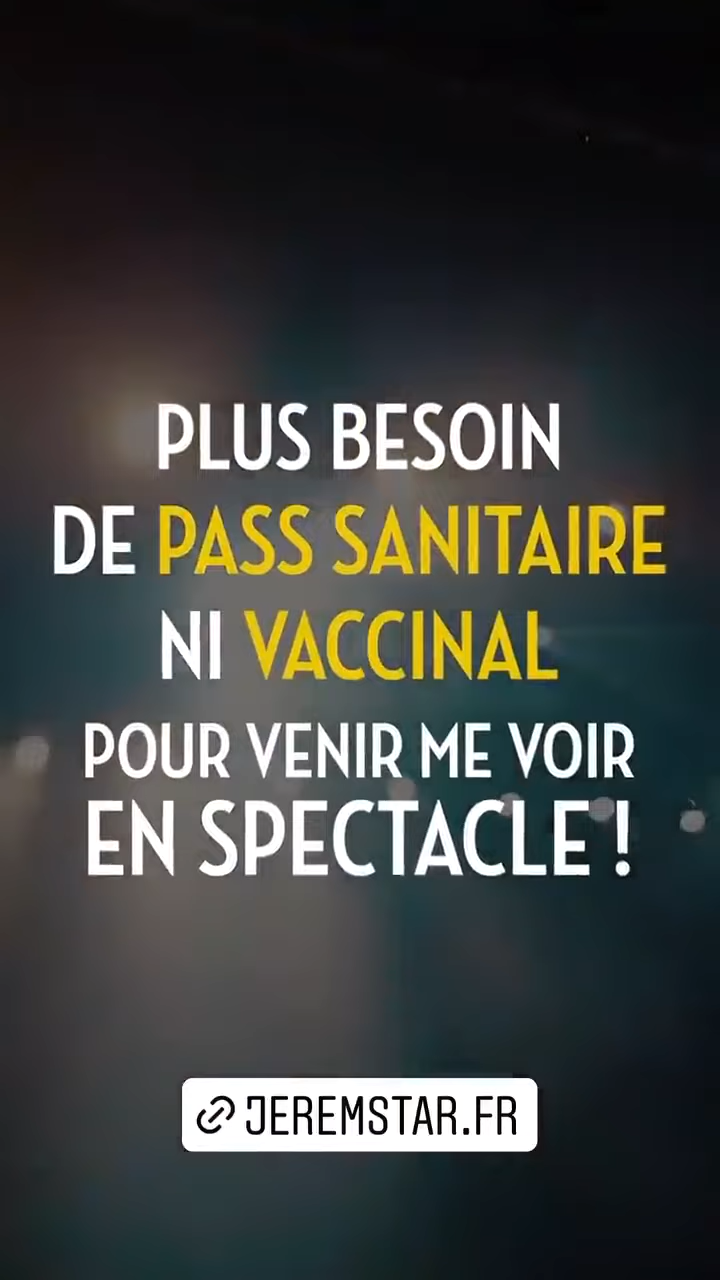 PLUS BESOIN
DE PASS SANITAIRE
NI VACCINAL
POUR VENIR ME VOIR
EN SPECTACLE !
JEREMSTAR.FR